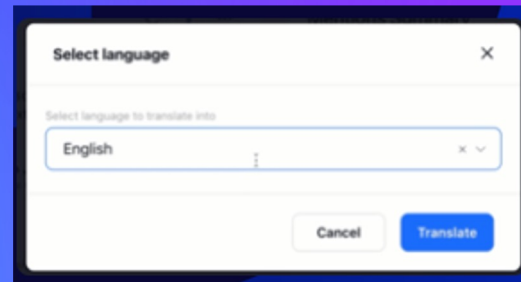 Select language
Select language to translate into
English
Cancel
Translate